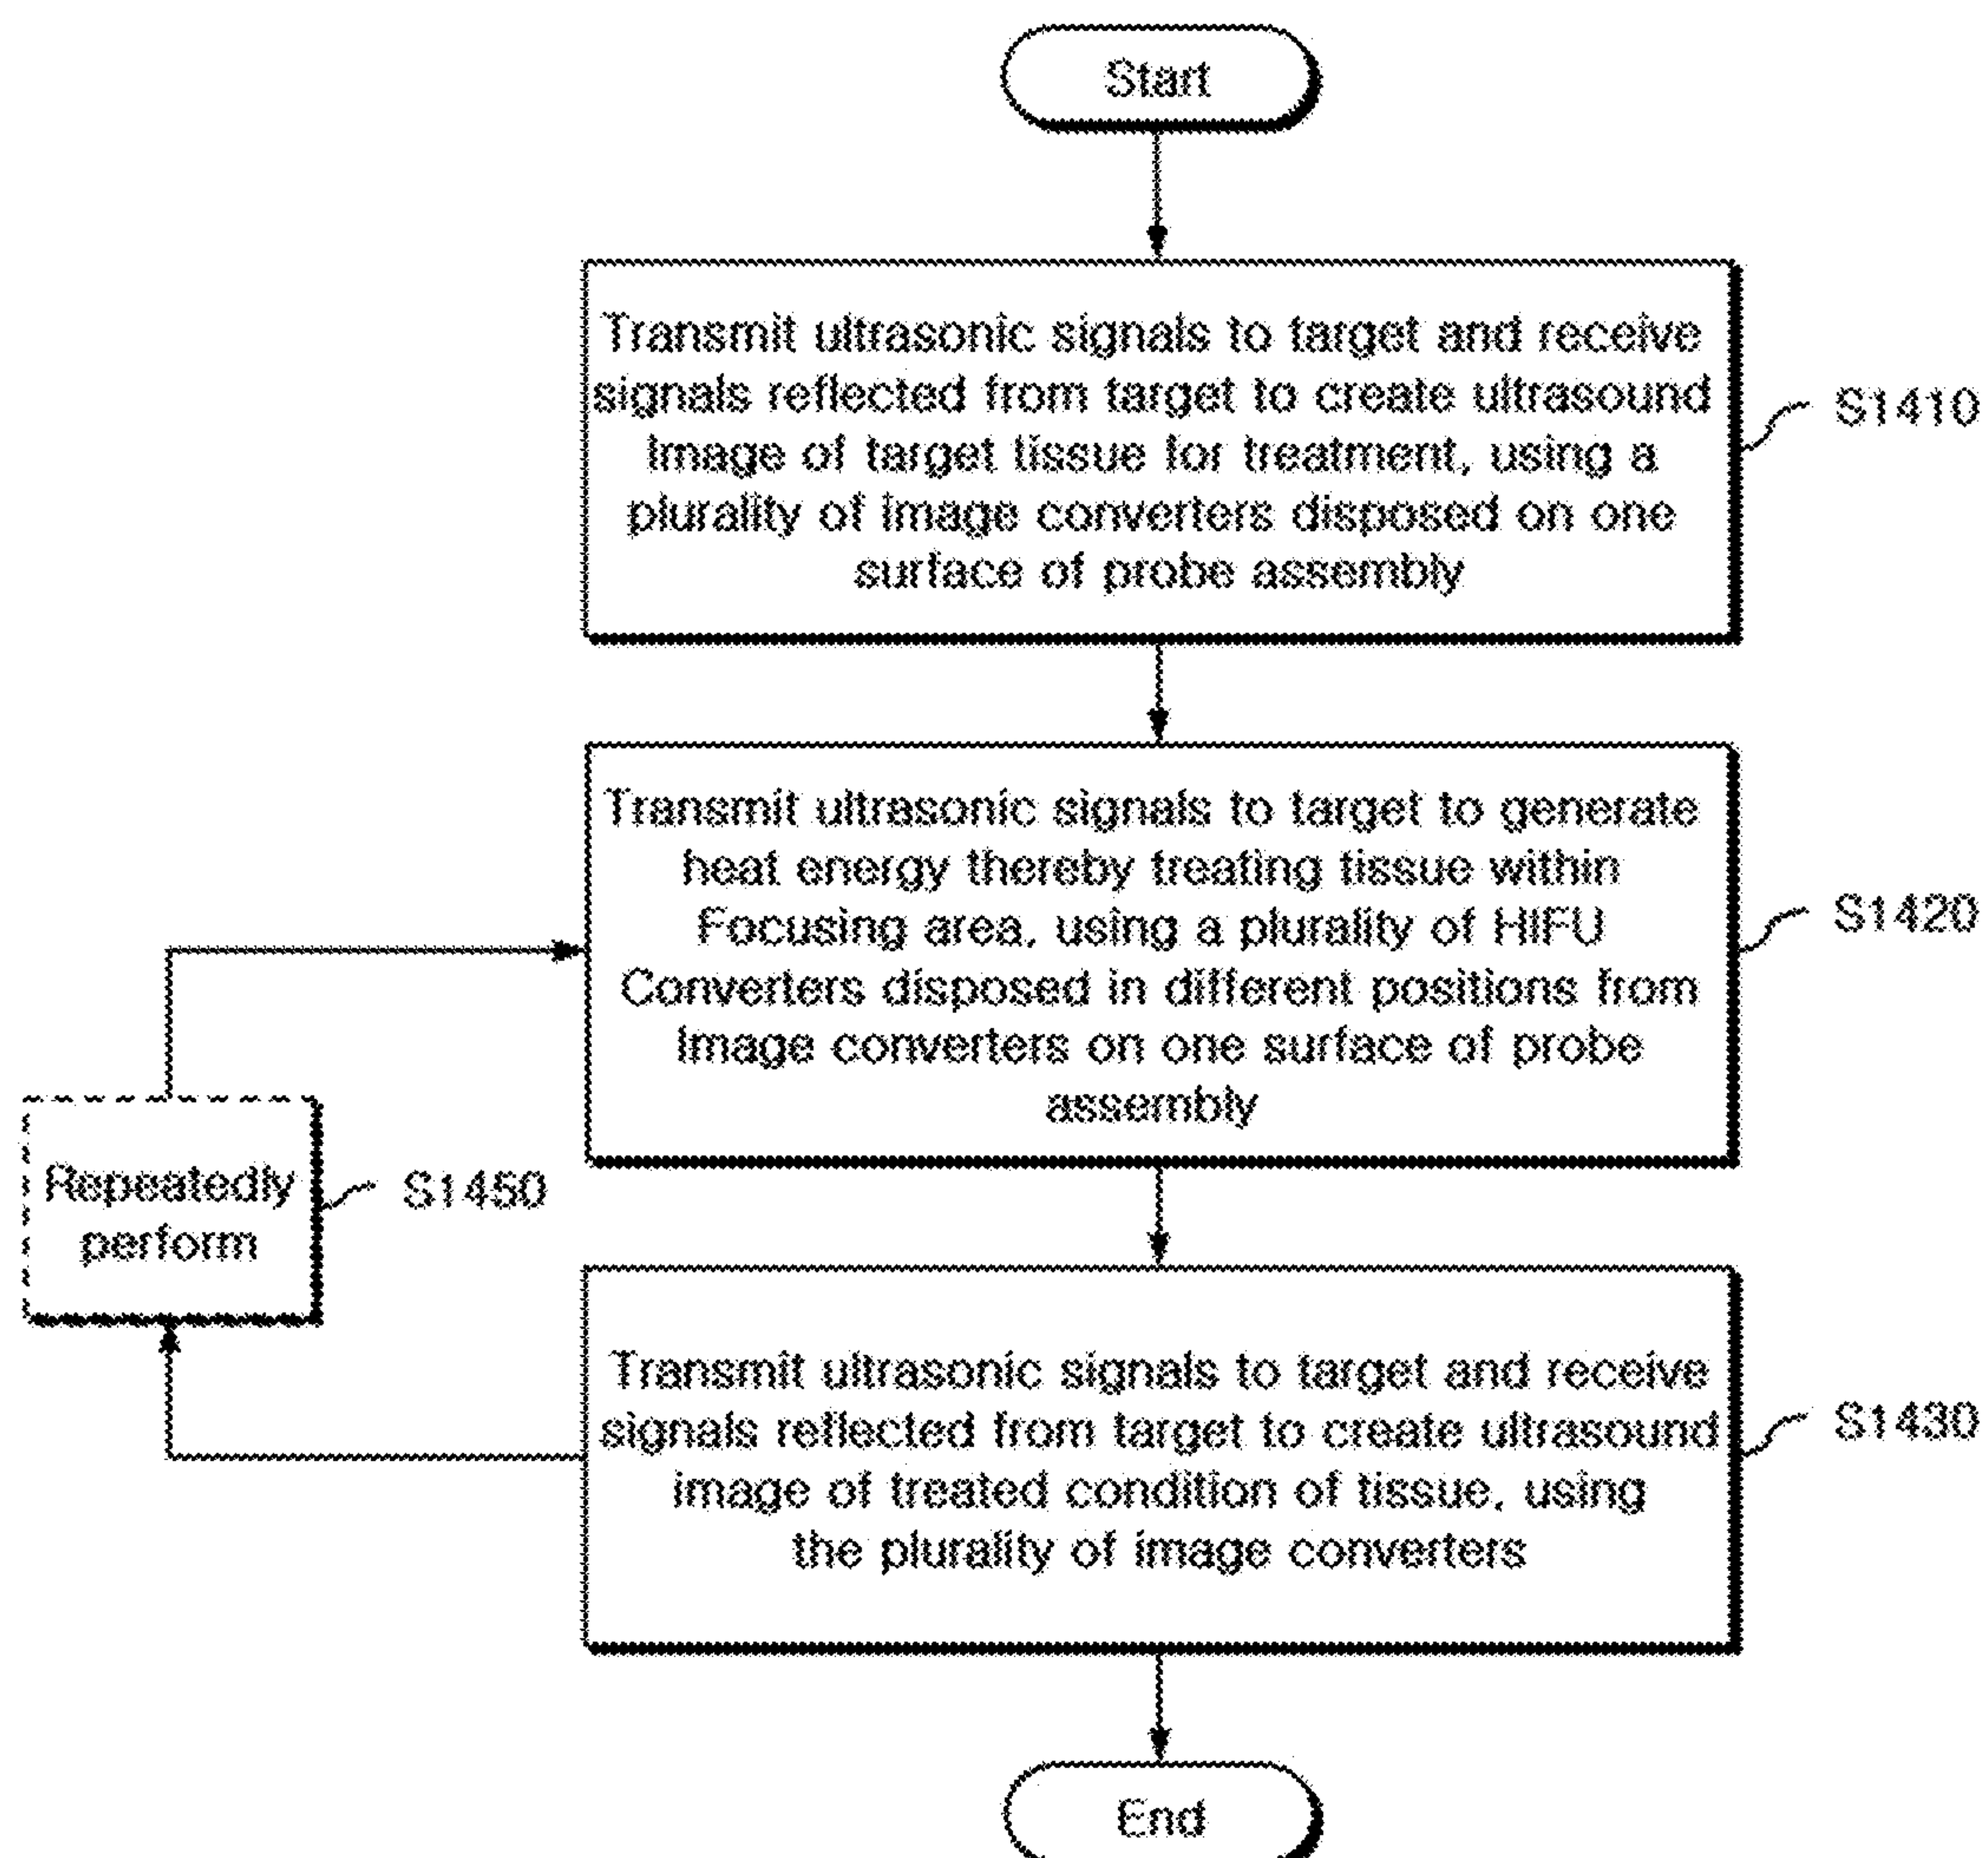 Start
Transmit ultrasonic signals to target and receive
signals reflected from target to create ultrasound
Image of target tissue for treatment, using a
plurality of image converters disposed on one
surface of probe assembly
S1410
Transmit ultrasonic signals to target to generate
heat energy thereby treating tissue within
Focusing area, using a plurality of HIFU
Converters disposed in different positions from
Image converters on one surface of probe
assembly
S1420
Repeatedly
perform
S1450
Transmit ultrasonic signals to target and receive
signals reflected from target to create ultrasound
image of treated condition of tissue, using
the plurality of image converters
S1430
End